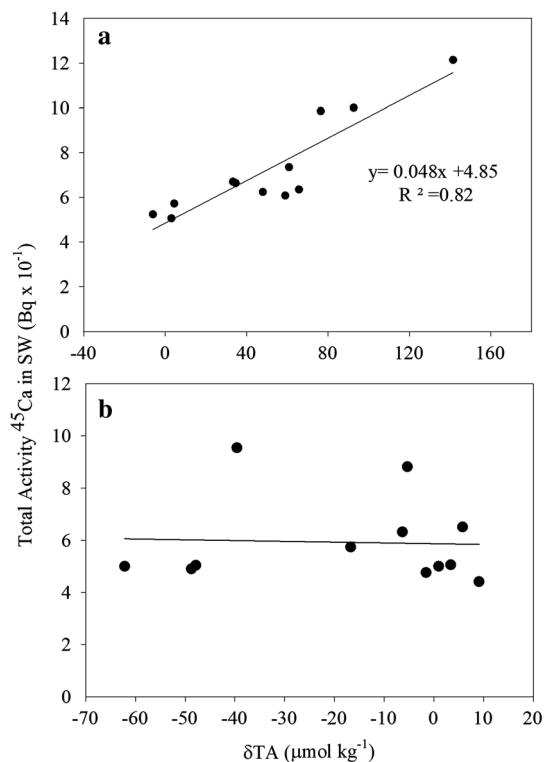 a
14
12
10
8
6
4
2
0
y= 0.048x +4.85
R ² =0.82
-40 0 40 80 120 160
Total Activity ⁴⁵Ca in SW (Bq x 10⁻¹)
b
12
10
8
6
4
2
0
-70 -60 -50 -40 -30 -20 -10 0 10 20
δTA (μmol kg⁻¹)